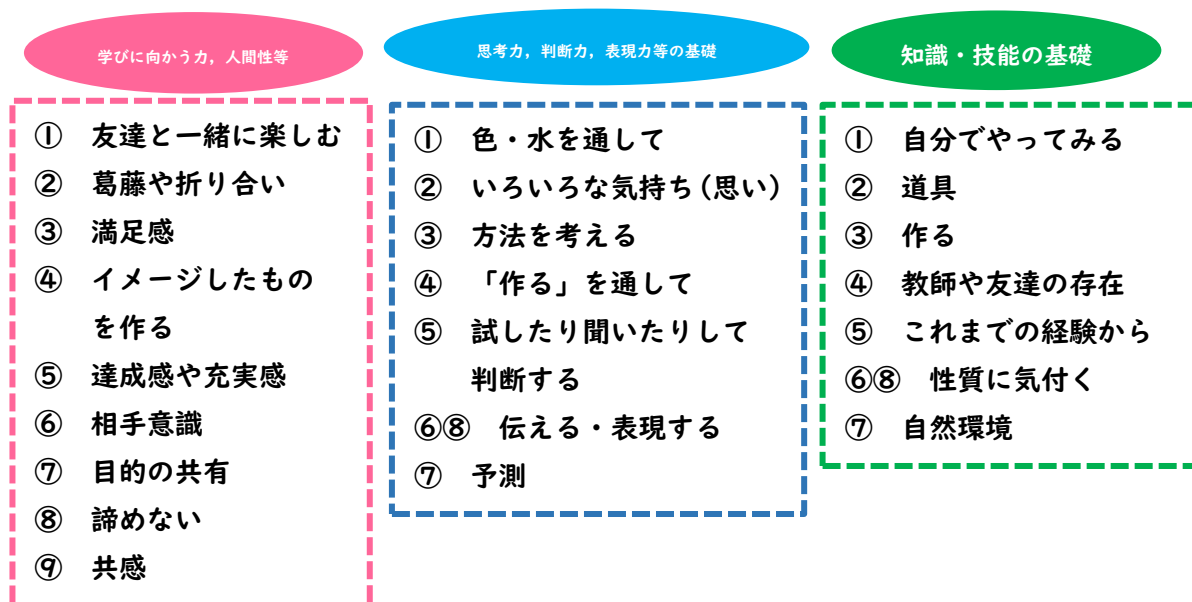 学びに向かう力，人間性等
① 友達と一緒に楽しむ
② 葛藤や折り合い
③ 満足感
④ イメージしたもの
を作る
⑤ 達成感や充実感
⑥ 相手意識
⑦ 目的の共有
⑧ 諦めない
⑨ 共感
思考力，判断力，表現力等の基礎
① 色・水を通して
② いろいろな気持ち（思い）
③ 方法を考える
④ 「作る」を通して
⑤ 試したり聞いたりして
判断する
⑥⑧ 伝える・表現する
⑦ 予測
知識・技能の基礎
① 自分でやってみる
② 道具
③ 作る
④ 教師や友達の存在
⑤ これまでの経験から
⑥⑧ 性質に気付く
⑦ 自然環境